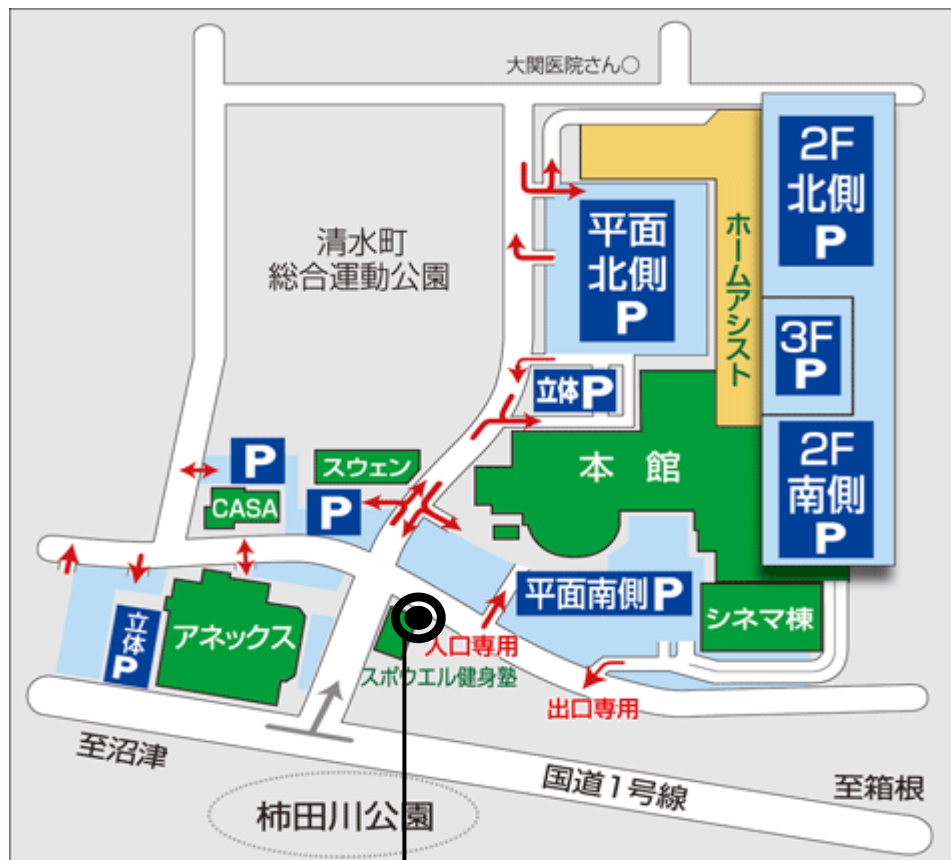 大関医院さん○
2F
北側
P
平面
北側
P
ホームアシスト
清水町
総合運動公園
3F
P
立体P
2F
南側
P
本館
スウェン
P
CASA
P
平面南側P
シネマ棟
アネックス
立体
P
入口専用
スポウエル健身塾
出口専用
至沼津
国道1号線
至箱根
柿田川公園